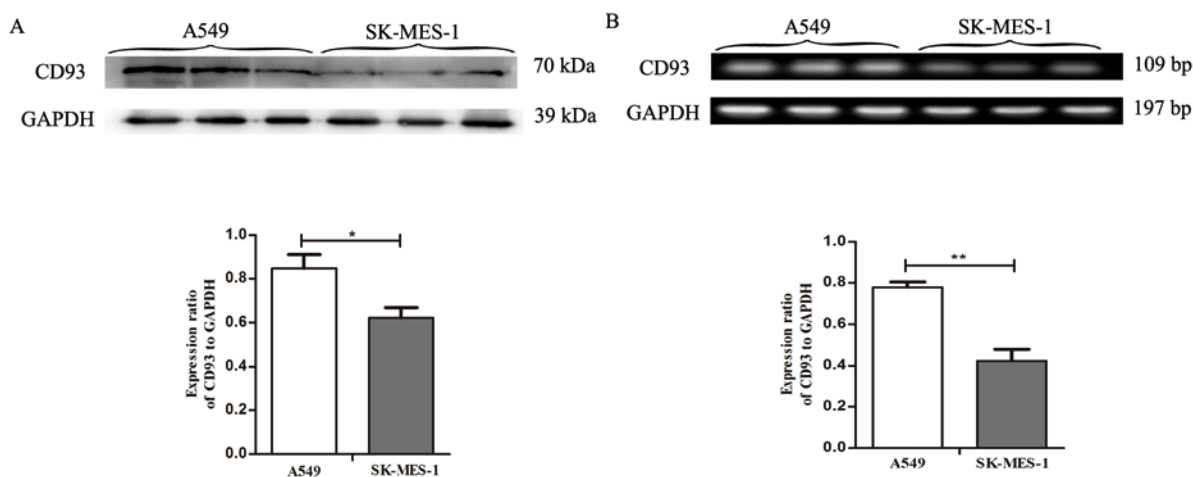 A
A549
SK-MES-1
CD93
70 kDa
GAPDH
39 kDa
1.0
0.8
0.6
0.4
0.2
0.0
Expression ratio
of CD93 to GAPDH
*
A549
SK-MES-1
B
A549
SK-MES-1
CD93
109 bp
GAPDH
197 bp
1.0
0.8
0.6
0.4
0.2
0.0
Expression ratio
of CD93 to GAPDH
**
A549
SK-MES-1